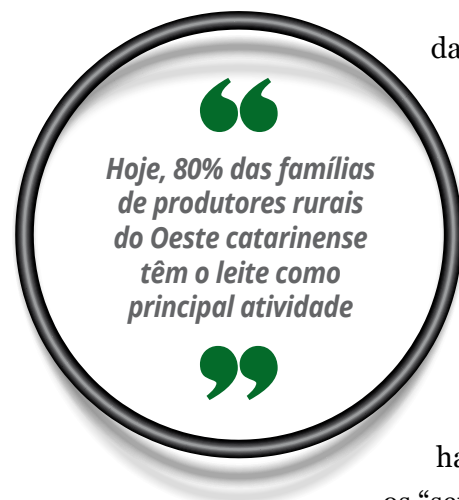 da
“
Hoje, 80% das famílias
de produtores rurais
do Oeste catarinense
têm o leite como
principal atividade
”
ha